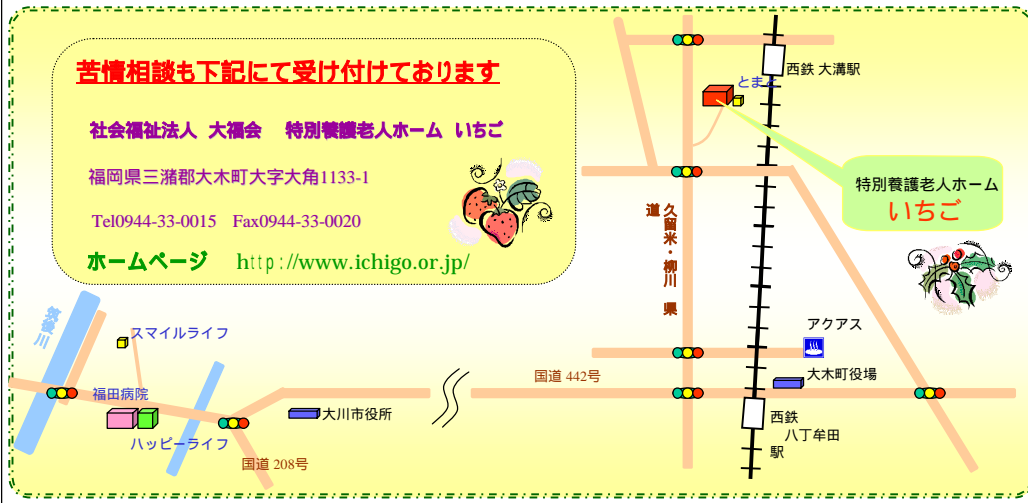 苦情相談も下記にて受け付けております
社会福祉法人 大福会 特別養護老人ホーム いちご
福岡県三潴郡大木町大字大角1133-1
Tel0944-33-0015 Fax0944-33-0020
ホームページ http://www.ichigo.or.jp/
西鉄 大溝駅
とまと
特別養護老人ホーム
いちご
久留米・柳川 県
道
筑後川
スマイルライフ
福田病院
ハッピーライフ
大川市役所
国道 208号
国道 442号
アクアス
大木町役場
西鉄
八丁牟田
駅